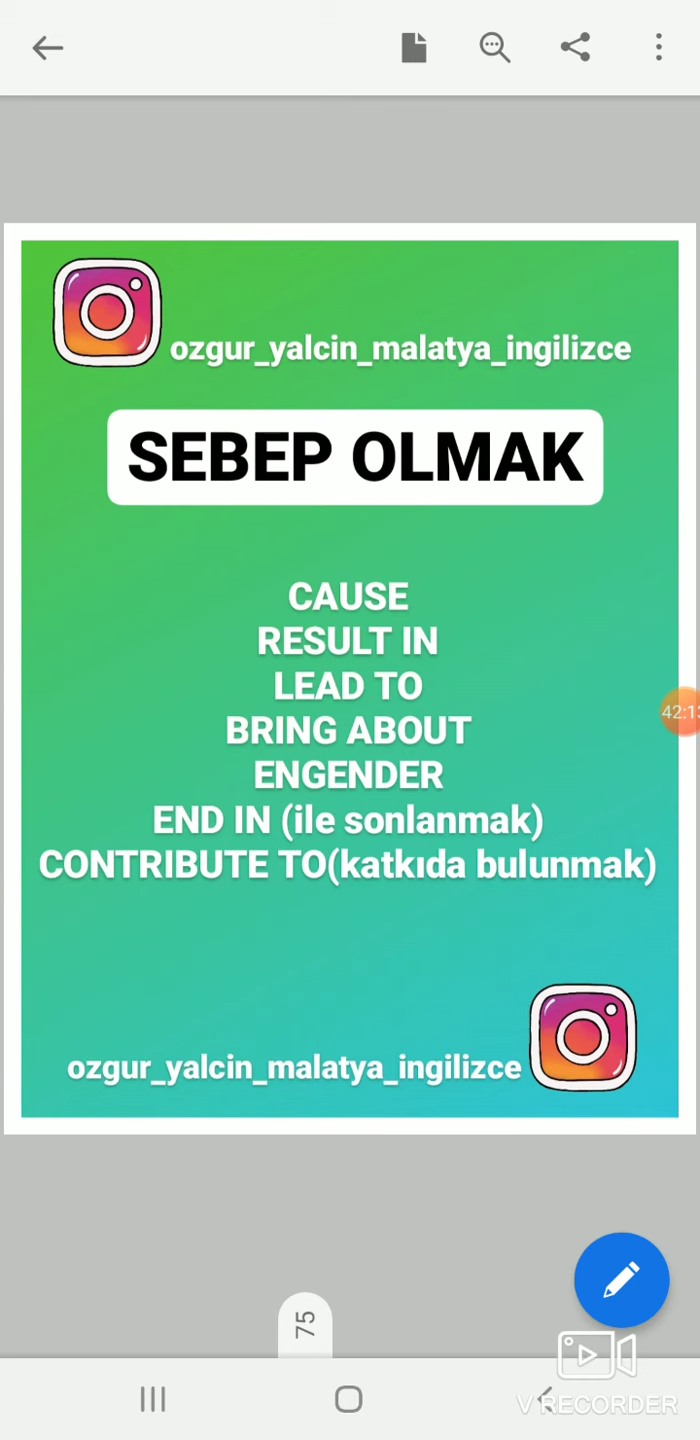 ozgur_yalcin_malatya_ingilizce
SEBEP OLMAK
CAUSE
RESULT IN
LEAD TO
BRING ABOUT
ENGENDER
END IN (ile sonlanmak)
CONTRIBUTE TO(katkıda bulunmak)
ozgur_yalcin_malatya_ingilizce
75
V RECORDER